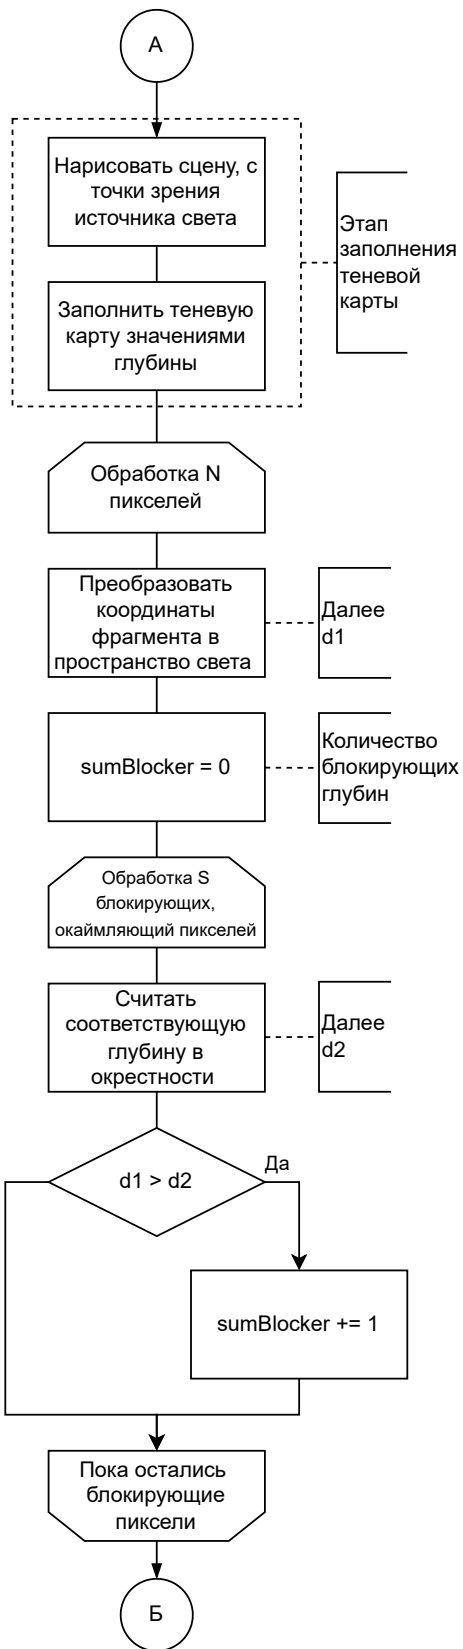 А
Нарисовать сцену, с
точки зрения
источника света
Этап
заполнения
теневой
карты
Заполнить теневую
карту значениями
глубины
Обработка N
пикселей
Преобразовать
координаты
фрагмента в
пространство света
Далее
d1
sumBlocker = 0
Количество
блокирующих
глубин
Обработка S
блокирующих,
окаймляющий пикселей
Считать
соответствующую
глубину в
окрестности
Далее
d2
d1 > d2
Да
sumBlocker += 1
Пока остались
блокирующие
пиксели
Б